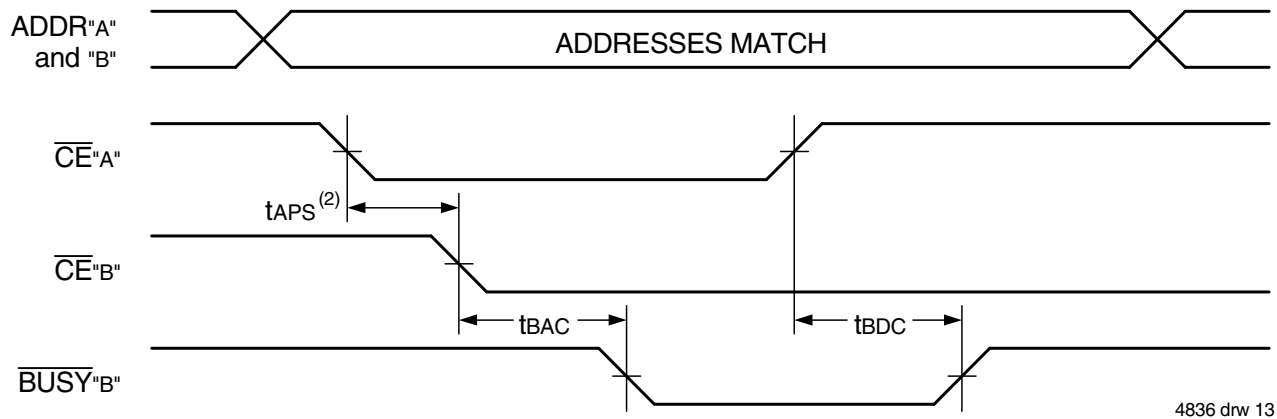 ADDR"A"
and "B"
ADDRESSES MATCH
CE"A"
tAPS(2)
CE"B"
tBAC
tBDC
BUSY"B"
4836 drw 13